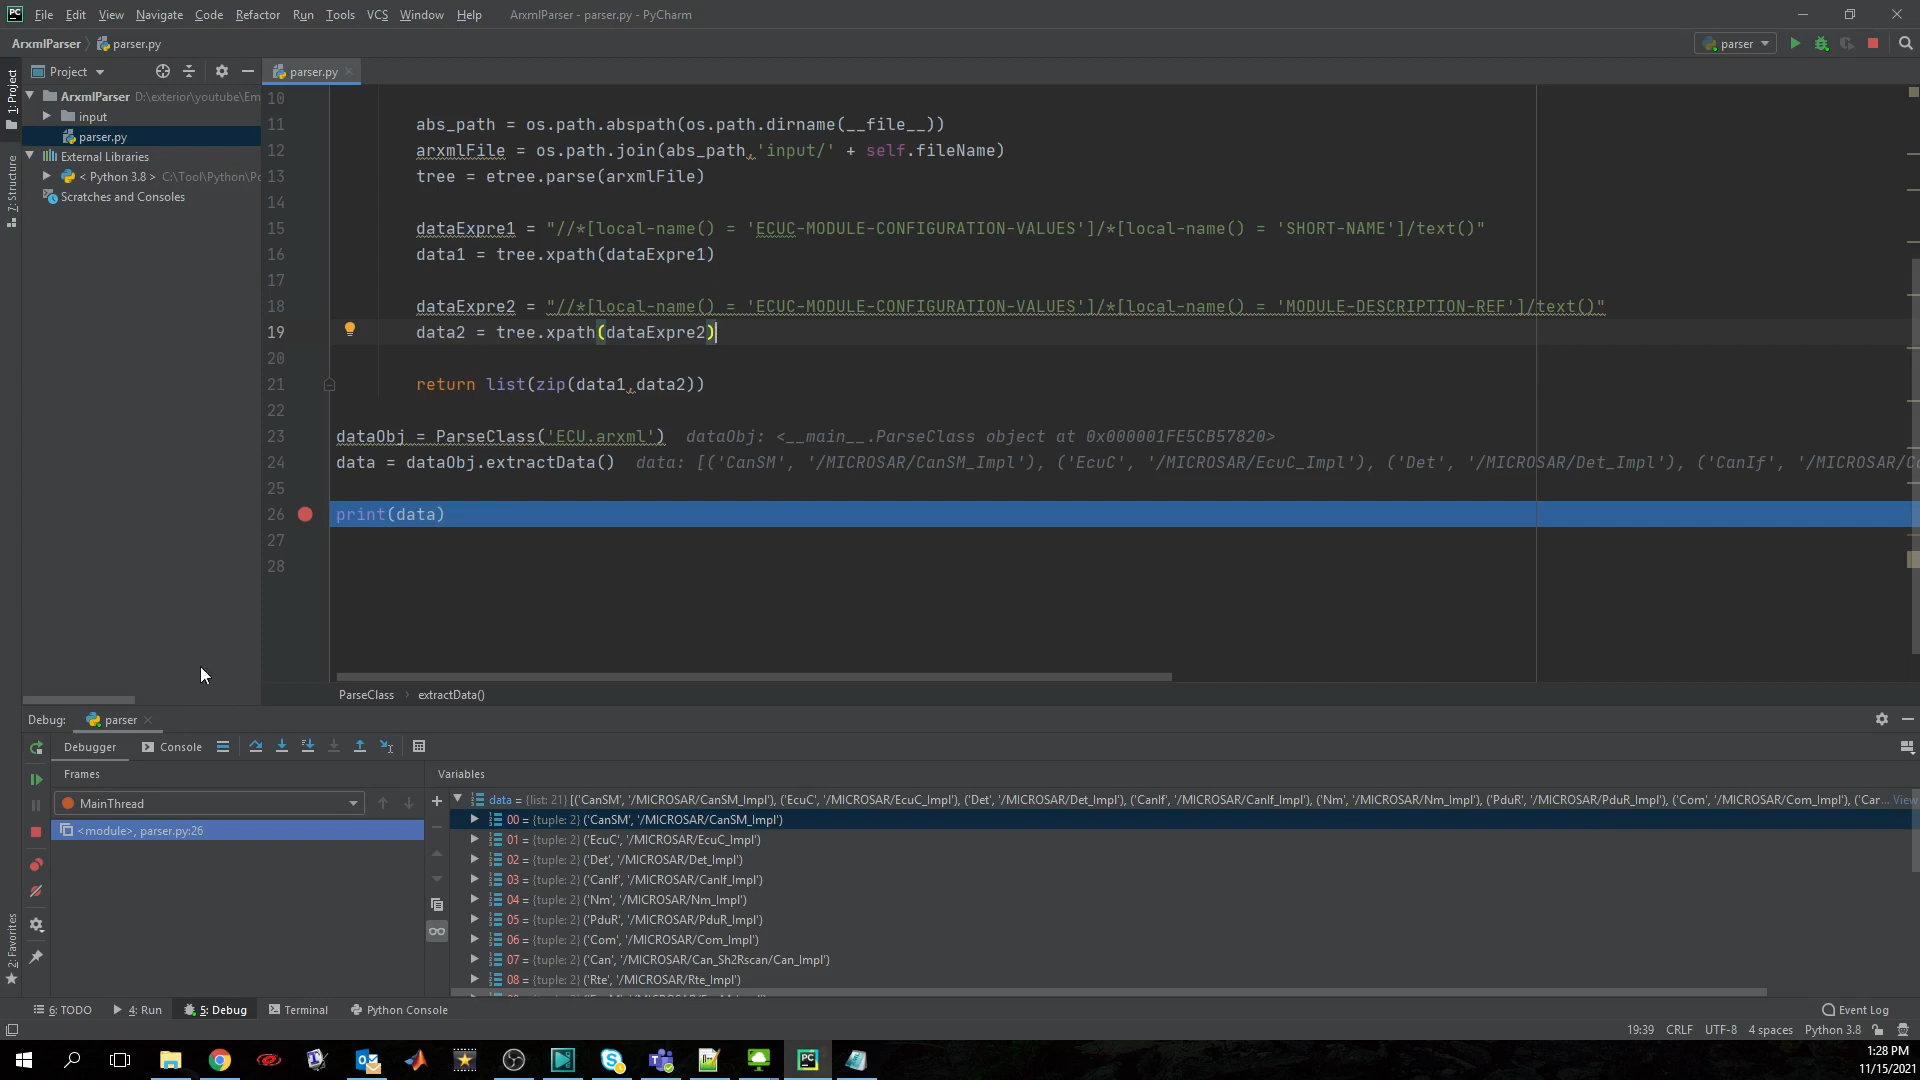 File Edit View Navigate Code Refactor Run Tools VCS Window Help ArxmlParser - parser.py - PyCharm
ArxmlParser parser.py parser
1: Project
7: Structure
2: Favorites
Project
ArxmlParser D:\exterior\youtube\Em
input
parser.py
External Libraries
< Python 3.8 > C:\Tool\Python\Po
Scratches and Consoles
parser.py
10
11 abs_path = os.path.abspath(os.path.dirname(__file__))
12 arxmlFile = os.path.join(abs_path,'input/' + self.fileName)
13 tree = etree.parse(arxmlFile)
14
15 dataExpre1 = "//*[local-name() = 'ECUC-MODULE-CONFIGURATION-VALUES']/*[local-name() = 'SHORT-NAME']/text()"
16 data1 = tree.xpath(dataExpre1)
17
18 dataExpre2 = "//*[local-name() = 'ECUC-MODULE-CONFIGURATION-VALUES']/*[local-name() = 'MODULE-DESCRIPTION-REF']/text()"
19 data2 = tree.xpath(dataExpre2)
20
21 return list(zip(data1,data2))
22
23 dataObj = ParseClass('ECU.arxml') dataObj: <__main__.ParseClass object at 0x000001FE5CB57820>
24 data = dataObj.extractData() data: [('CanSM', '/MICROSAR/CanSM_Impl'), ('EcuC', '/MICROSAR/EcuC_Impl'), ('Det', '/MICROSAR/Det_Impl'), ('CanIf', '/MICROSAR/C
25
26 print(data)
27
28
ParseClass extractData()
Debug: parser
Debugger Console
Frames
MainThread
<module>, parser.py:26
Variables
data = {list: 21} [('CanSM', '/MICROSAR/CanSM_Impl'), ('EcuC', '/MICROSAR/EcuC_Impl'), ('Det', '/MICROSAR/Det_Impl'), ('CanIf', '/MICROSAR/CanIf_Impl'), ('Nm', '/MICROSAR/Nm_Impl'), ('PduR', '/MICROSAR/PduR_Impl'), ('Com', '/MICROSAR/Com_Impl'), ('Car... View
00 = {tuple: 2} ('CanSM', '/MICROSAR/CanSM_Impl')
01 = {tuple: 2} ('EcuC', '/MICROSAR/EcuC_Impl')
02 = {tuple: 2} ('Det', '/MICROSAR/Det_Impl')
03 = {tuple: 2} ('CanIf', '/MICROSAR/CanIf_Impl')
04 = {tuple: 2} ('Nm', '/MICROSAR/Nm_Impl')
05 = {tuple: 2} ('PduR', '/MICROSAR/PduR_Impl')
06 = {tuple: 2} ('Com', '/MICROSAR/Com_Impl')
07 = {tuple: 2} ('Can', '/MICROSAR/Can_Sh2Rscan/Can_Impl')
08 = {tuple: 2} ('Rte', '/MICROSAR/Rte_Impl')
6: TODO 4: Run 5: Debug Terminal Python Console Event Log
19:39 CRLF UTF-8 4 spaces Python 3.8
1:28 PM
11/15/2021